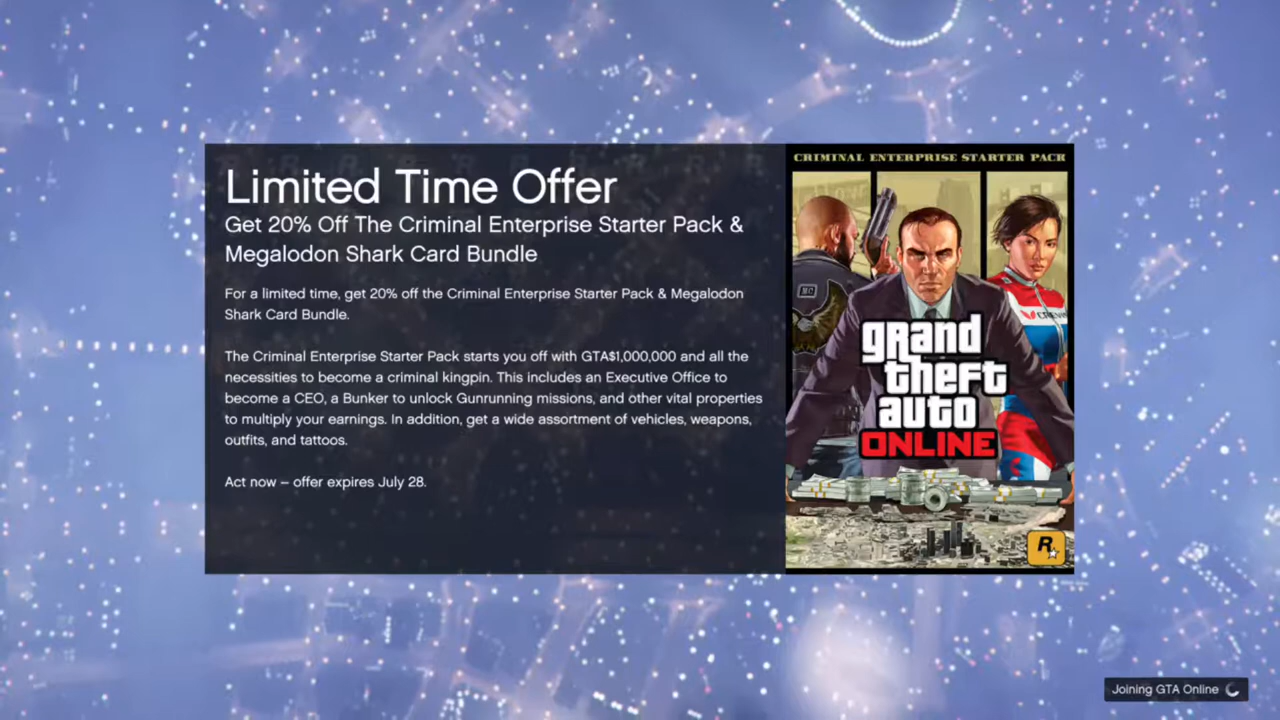 Limited Time Offer
Get 20% Off The Criminal Enterprise Starter Pack &
Megalodon Shark Card Bundle
For a limited time, get 20% off the Criminal Enterprise Starter Pack & Megalodon
Shark Card Bundle.
The Criminal Enterprise Starter Pack starts you off with GTA$1,000,000 and all the
necessities to become a criminal kingpin. This includes an Executive Office to
become a CEO, a Bunker to unlock Gunrunning missions, and other vital properties
to multiply your earnings. In addition, get a wide assortment of vehicles, weapons,
outfits, and tattoos.
Act now – offer expires July 28.
CRIMINAL ENTERPRISE STARTER PACK
MC
grand
theft
auto
ONLINE
R
Joining GTA Online